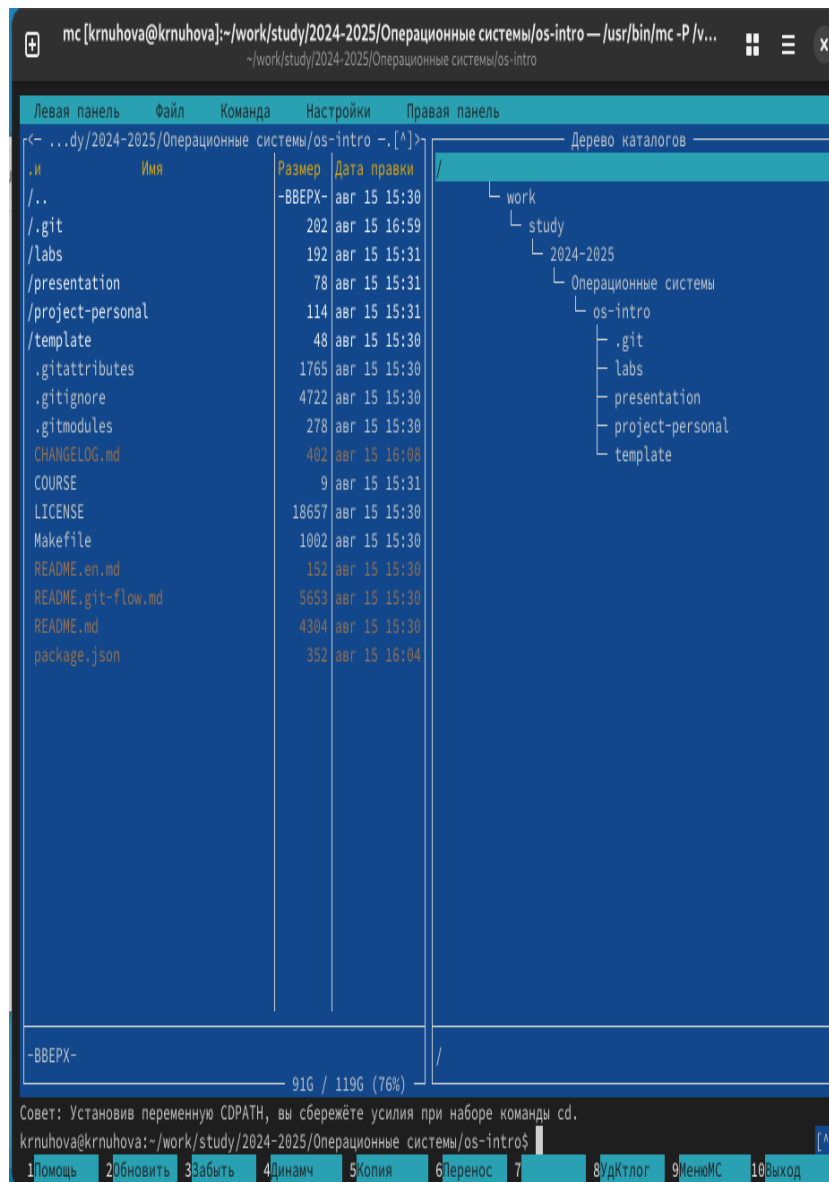 mc [krnuhova@krnuhova]:~/work/study/2024-2025/Операционные системы/os-intro — /usr/bin/mc -P /v...
~/work/study/2024-2025/Операционные системы/os-intro
Левая панель Файл Команда Настройки Правая панель
<— ...dy/2024-2025/Операционные системы/os-intro —.[^]>
Дерево каталогов
.и Имя Размер Дата правки /
/.. -ВВЕРХ- авг 15 15:30 work
/.git 202 авг 15 16:59 study
/labs 192 авг 15 15:31 2024-2025
/presentation 78 авг 15 15:31 Операционные системы
/project-personal 114 авг 15 15:31 os-intro
/template 48 авг 15 15:30 .git
.gitattributes 1765 авг 15 15:30 labs
.gitignore 4722 авг 15 15:30 presentation
.gitmodules 278 авг 15 15:30 project-personal
CHANGELOG.md 402 авг 15 16:08 template
COURSE 9 авг 15 15:31
LICENSE 18657 авг 15 15:30
Makefile 1002 авг 15 15:30
README.en.md 152 авг 15 15:30
README.git-flow.md 5653 авг 15 15:30
README.md 4304 авг 15 15:30
package.json 352 авг 15 16:04
-ВВЕРХ- /
91G / 119G (76%)
Совет: Установив переменную CDPATH, вы сбережёте усилия при наборе команды cd.
krnuhova@krnuhova:~/work/study/2024-2025/Операционные системы/os-intro$ [^
1Помощь 2Обновить 3Забыть 4Динамч 5Копия 6Перенос 7 8УдКтлог 9МенюМС 10Выход